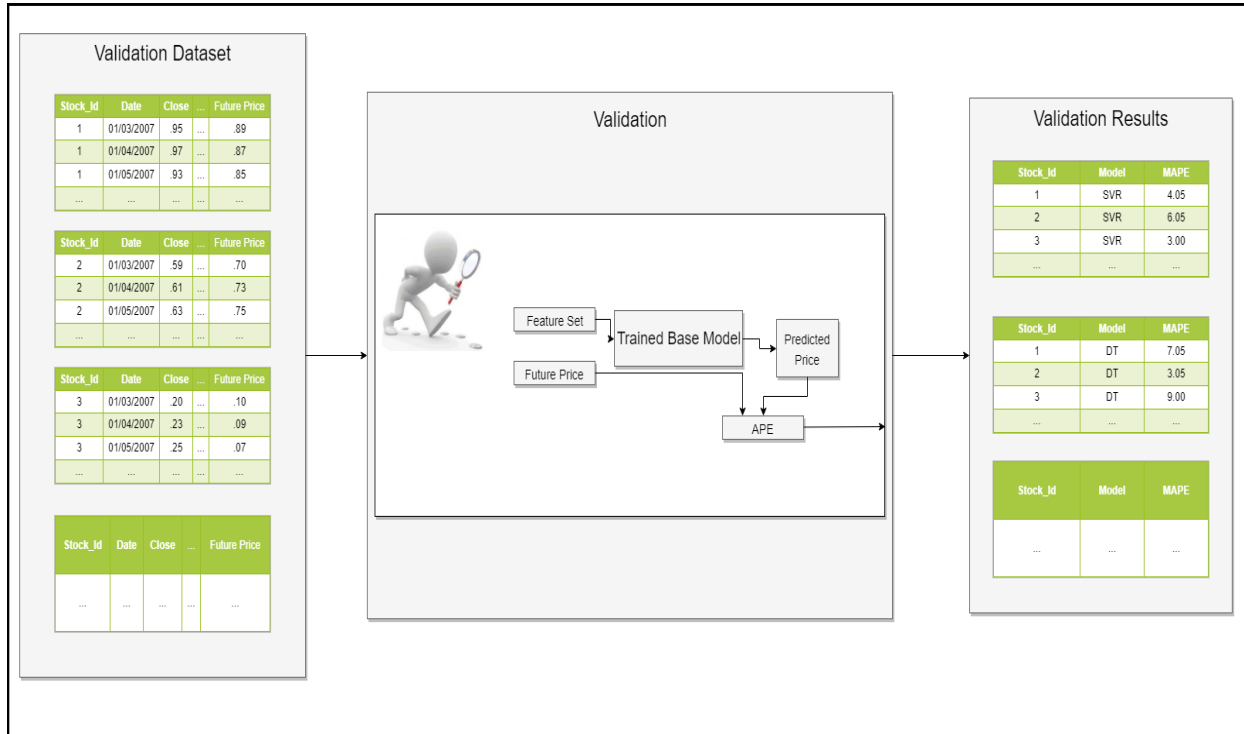 Validation Dataset
Stock_Id Date Close ... Future Price
1 01/03/2007 .95 ... .89
1 01/04/2007 .97 ... .87
1 01/05/2007 .93 ... .85
... ... ... ... ...
Stock_Id Date Close ... Future Price
2 01/03/2007 .59 ... .70
2 01/04/2007 .61 ... .73
2 01/05/2007 .63 ... .75
... ... ... ... ...
Stock_Id Date Close ... Future Price
3 01/03/2007 .20 ... .10
3 01/04/2007 .23 ... .09
3 01/05/2007 .25 ... .07
... ... ... ... ...
Stock_Id Date Close ... Future Price
... ... ... ... ...
Validation
Feature Set
Trained Base Model
Predicted
Price
Future Price
APE
Validation Results
Stock_Id Model MAPE
1 SVR 4.05
2 SVR 6.05
3 SVR 3.00
... ... ...
Stock_Id Model MAPE
1 DT 7.05
2 DT 3.05
3 DT 9.00
... ... ...
Stock_Id Model MAPE
... ... ...